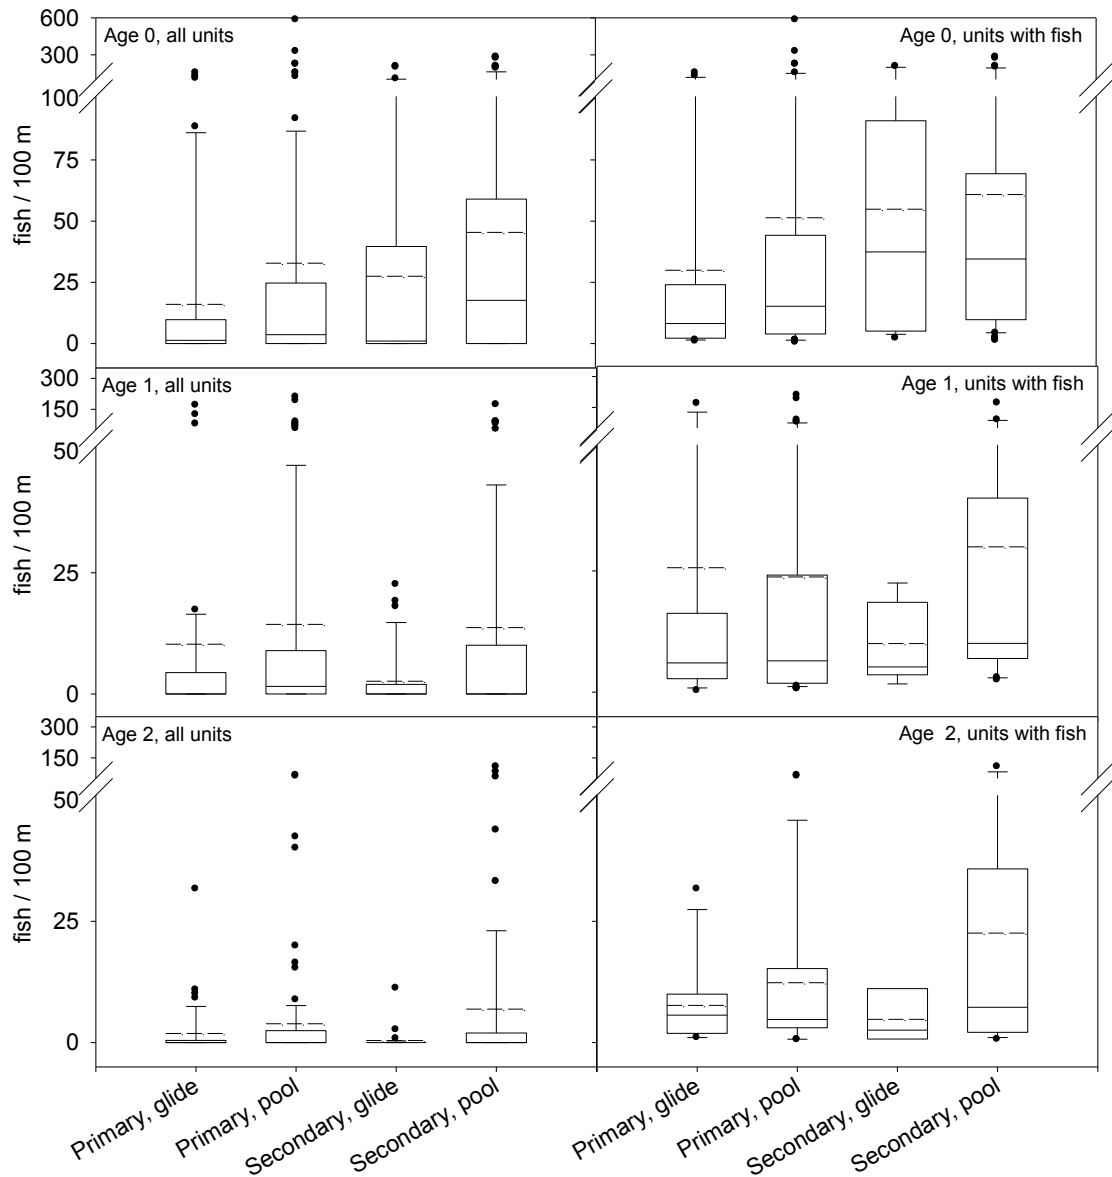 600
Age 0, all units
Age 0, units with fish
300
100
75
50
25
0
fish / 100 m
300
Age 1, all units
Age 1, units with fish
150
50
25
0
fish / 100 m
300
Age 2, all units
Age  2, units with fish
150
50
25
0
fish / 100 m
Primary, glide
Primary, pool
Secondary, glide
Secondary, pool
Primary, glide
Primary, pool
Secondary, glide
Secondary, pool